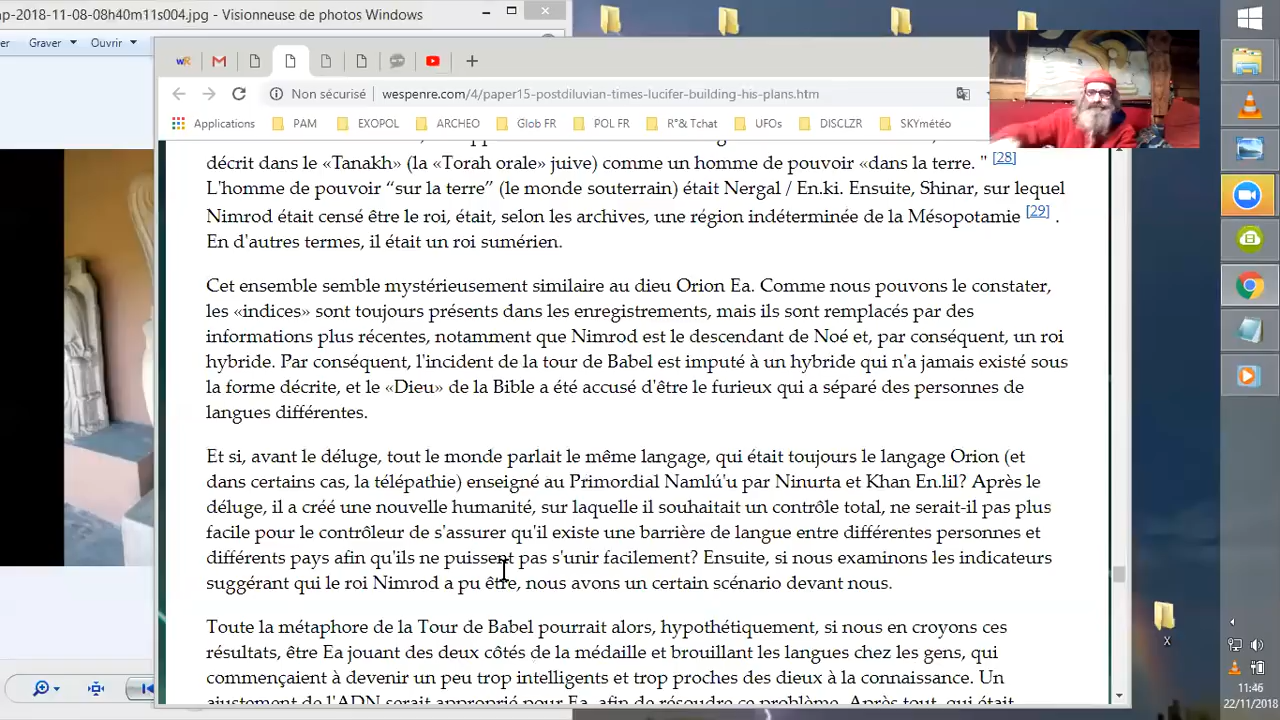 ap-2018-11-08-08h40m11s004.jpg - Visionneuse de photos Windows
Graver
Ouvrir
wespenre.com/4/paper15-postdiluvian-times-lucifer-building-his-plans.htm
Applications
PAM
ARCHEO
Glob FR
POL FR
R°& Tchat
UFOs
DISCLZR
SKYmétéo
décrit dans le «Tanakh» (la «Torah orale» juive) comme un homme de pouvoir «dans la terre. " [28]
L'homme de pouvoir “sur la terre” (le monde souterrain) était Nergal / En.ki. Ensuite, Shinar, sur lequel
Nimrod était censé être le roi, était, selon les archives, une région indéterminée de la Mésopotamie [29] .
En d'autres termes, il était un roi sumérien.
Cet ensemble semble mystérieusement similaire au dieu Orion Ea. Comme nous pouvons le constater,
les «indices» sont toujours présents dans les enregistrements, mais ils sont remplacés par des
informations plus récentes, notamment que Nimrod est le descendant de Noé et, par conséquent, un roi
hybride. Par conséquent, l'incident de la tour de Babel est imputé à un hybride qui n'a jamais existé sous
la forme décrite, et le «Dieu» de la Bible a été accusé d'être le furieux qui a séparé des personnes de
langues différentes.
Et si, avant le déluge, tout le monde parlait le même langage, qui était toujours le langage Orion (et
dans certains cas, la télépathie) enseigné au Primordial Namlú'u par Ninurta et Khan En.lil? Après le
déluge, il a créé une nouvelle humanité, sur laquelle il souhaitait un contrôle total, ne serait-il pas plus
facile pour le contrôleur de s'assurer qu'il existe une barrière de langue entre différentes personnes et
différents pays afin qu'ils ne puissent pas s'unir facilement? Ensuite, si nous examinons les indicateurs
suggérant qui le roi Nimrod a pu être, nous avons un certain scénario devant nous.
Toute la métaphore de la Tour de Babel pourrait alors, hypothétiquement, si nous en croyons ces
résultats, être Ea jouant des deux côtés de la médaille et brouillant les langues chez les gens, qui
commençaient à devenir un peu trop intelligents et trop proches des dieux à la connaissance. Un
ajustement de l'ADN serait approprié pour Ea, afin de résoudre ce problème. Après tout, qui était
X
11:46
22/11/2018